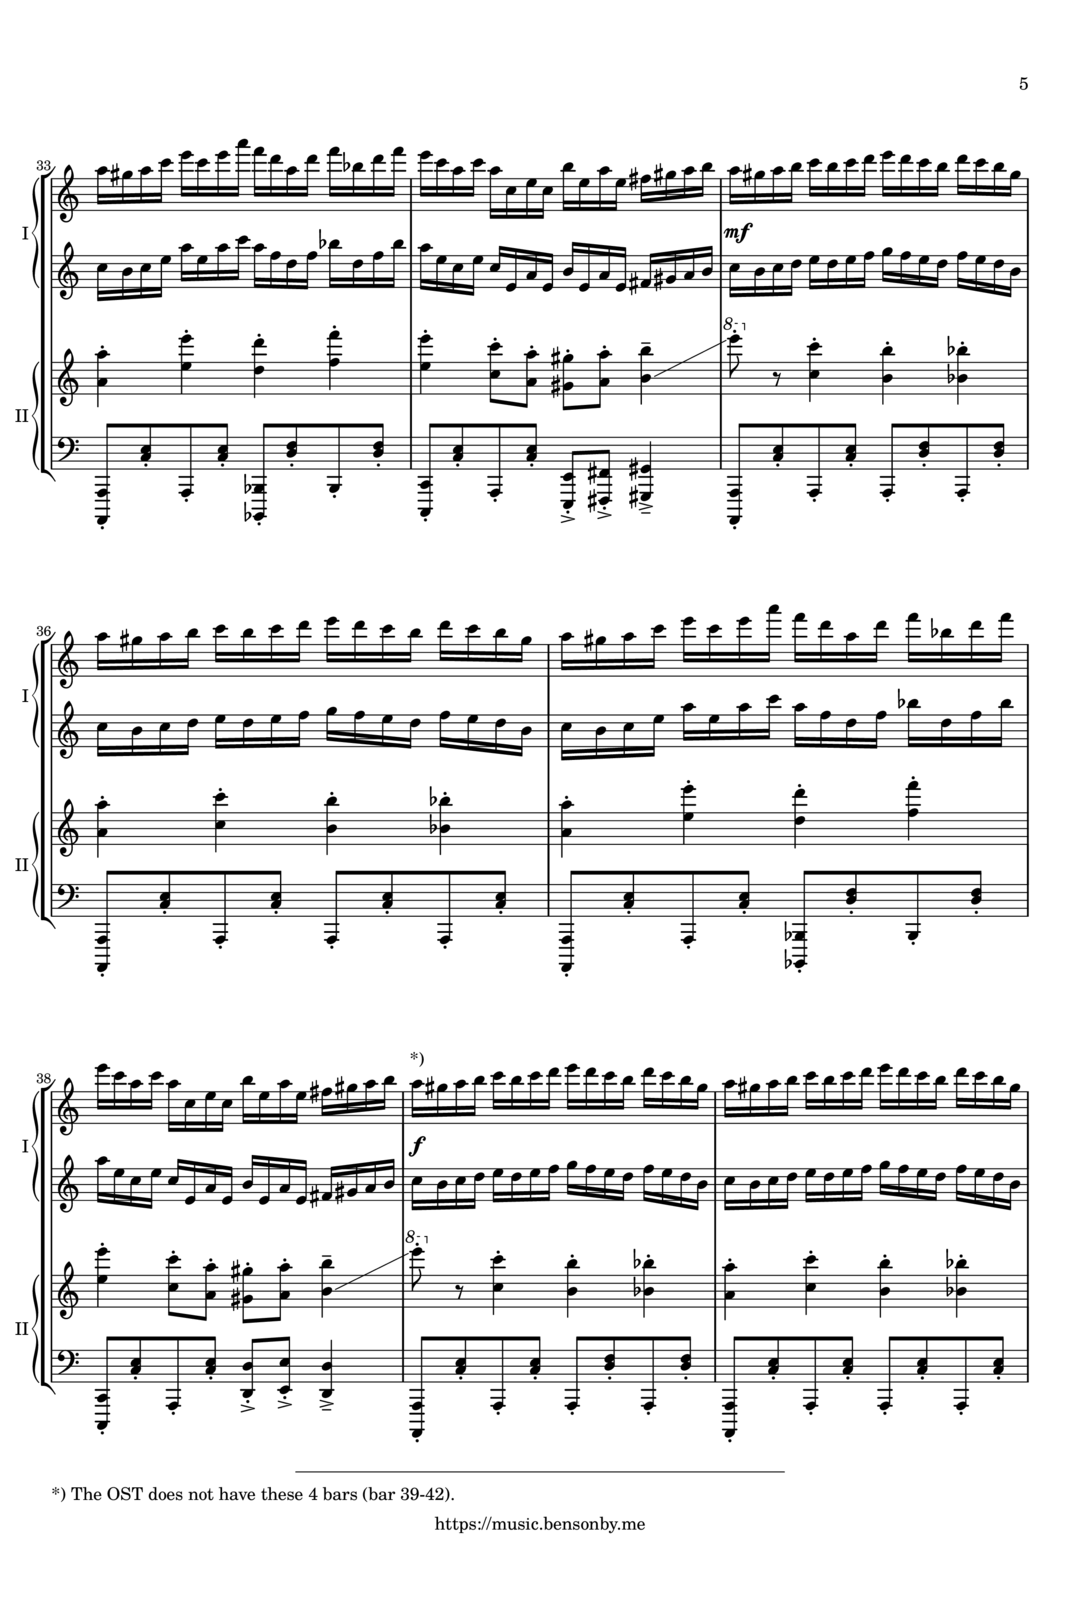 5
33
I
mf
8
II
36
I
II
38
*)
I
f
8
II
*) The OST does not have these 4 bars (bar 39-42).
https://music.bensonby.me